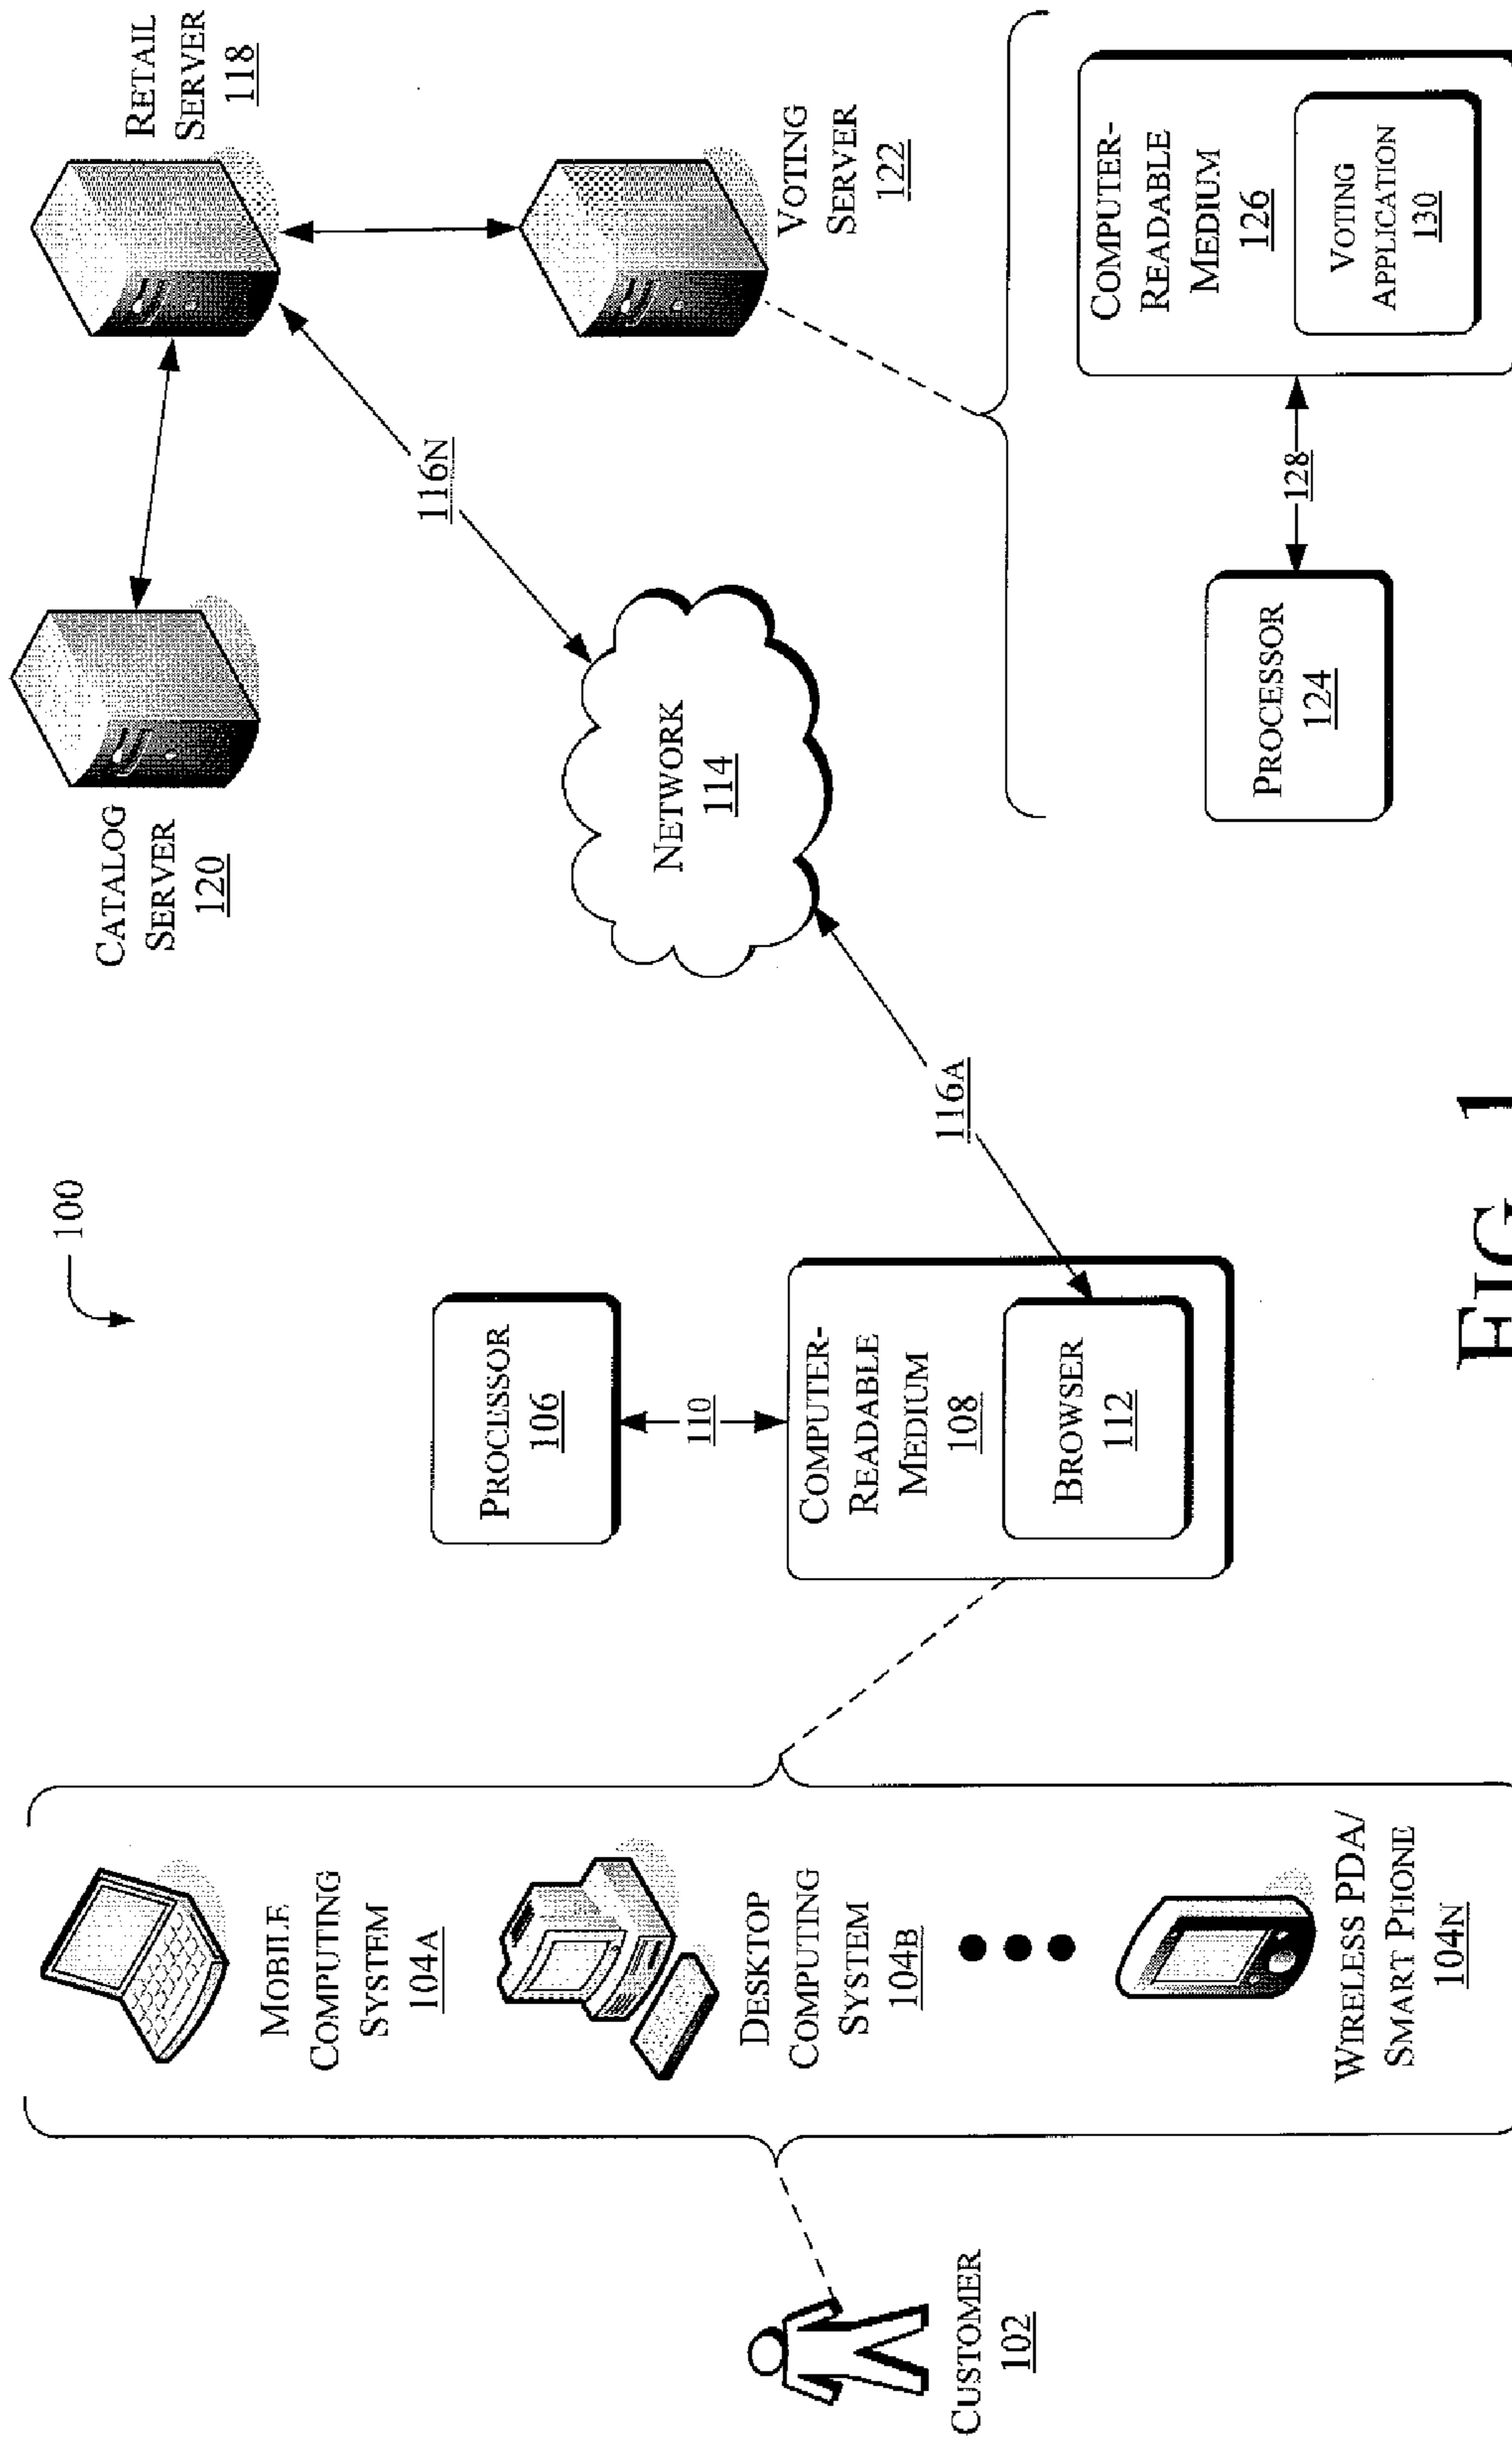 100
CUSTOMER
102
MOBILE
COMPUTING
SYSTEM
104A
DESKTOP
COMPUTING
SYSTEM
104B
WIRELESS PDA/
SMART PHONE
104N
PROCESSOR
106
110
COMPUTER-
READABLE
MEDIUM
108
BROWSER
112
116A
NETWORK
114
116N
CATALOG
SERVER
120
RETAIL
SERVER
118
VOTING
SERVER
122
PROCESSOR
124
128
COMPUTER-
READABLE
MEDIUM
126
VOTING
APPLICATION
130
FIG. 1